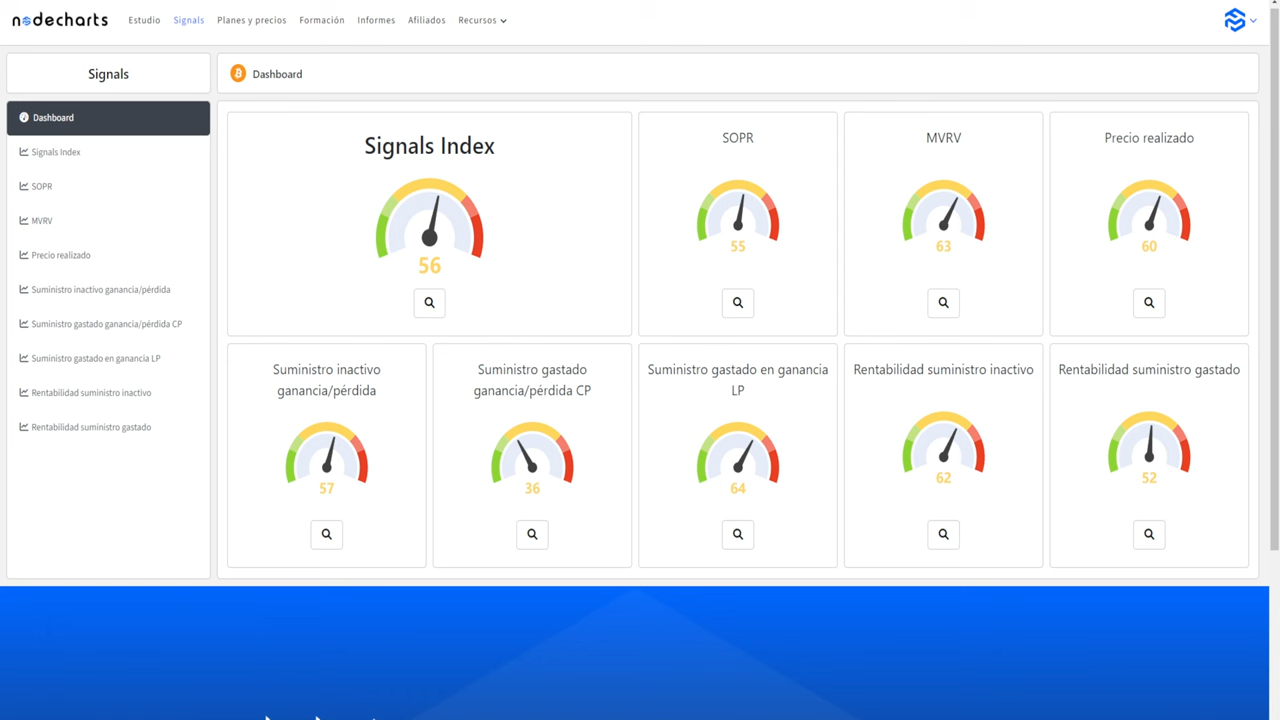 nodecharts
Estudio
Signals
Planes y precios
Formación
Informes
Afiliados
Recursos
Signals
Dashboard
Signals Index
SOPR
MVRV
Precio realizado
Suministro inactivo ganancia/pérdida
Suministro gastado ganancia/pérdida CP
Suministro gastado en ganancia LP
Rentabilidad suministro inactivo
Rentabilidad suministro gastado
Dashboard
Signals Index
56
SOPR
55
MVRV
63
Precio realizado
60
Suministro inactivo
ganancia/pérdida
57
Suministro gastado
ganancia/pérdida CP
36
Suministro gastado en ganancia
LP
64
Rentabilidad suministro inactivo
62
Rentabilidad suministro gastado
52